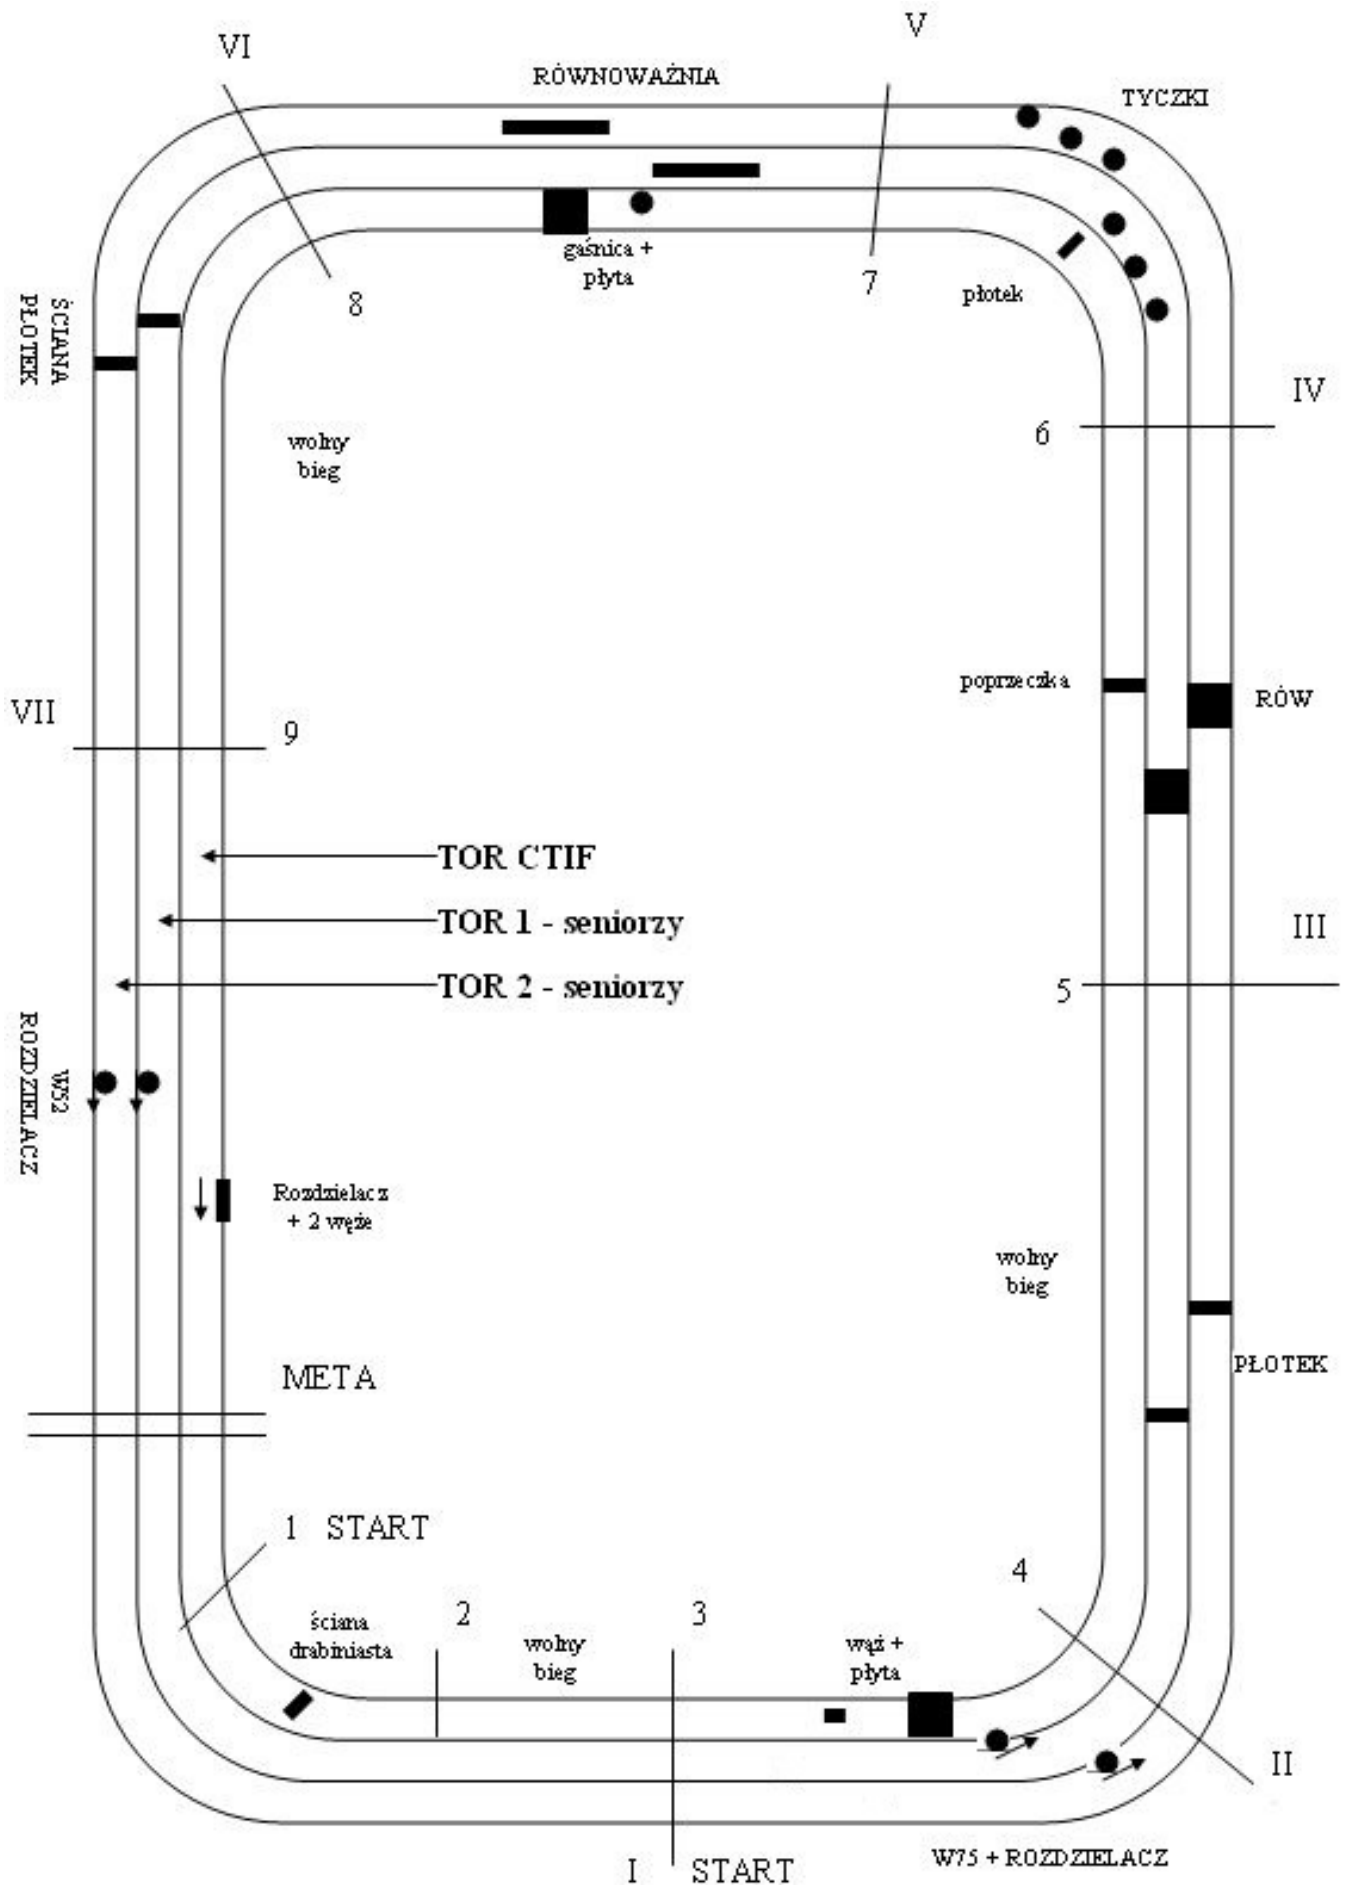 V
VI
RÓWNOWAŻNIA
TYCZKI
gaśnica +
płyta
7
płotek
8
ŚCIANA
PŁOTEK
IV
6
wolny
bieg
poprzeczka
RÓW
VII
9
TOR CTIF
TOR 1 - seniorzy
III
TOR 2 - seniorzy
5
W52
ROZDZIELACZ
Rozdzielacz
+ 2 węże
wolny
bieg
PŁOTEK
META
1 START
4
ściana
drabiniasta
2
wolny
bieg
3
wąż +
płyta
II
W75 + ROZDZIELACZ
I START